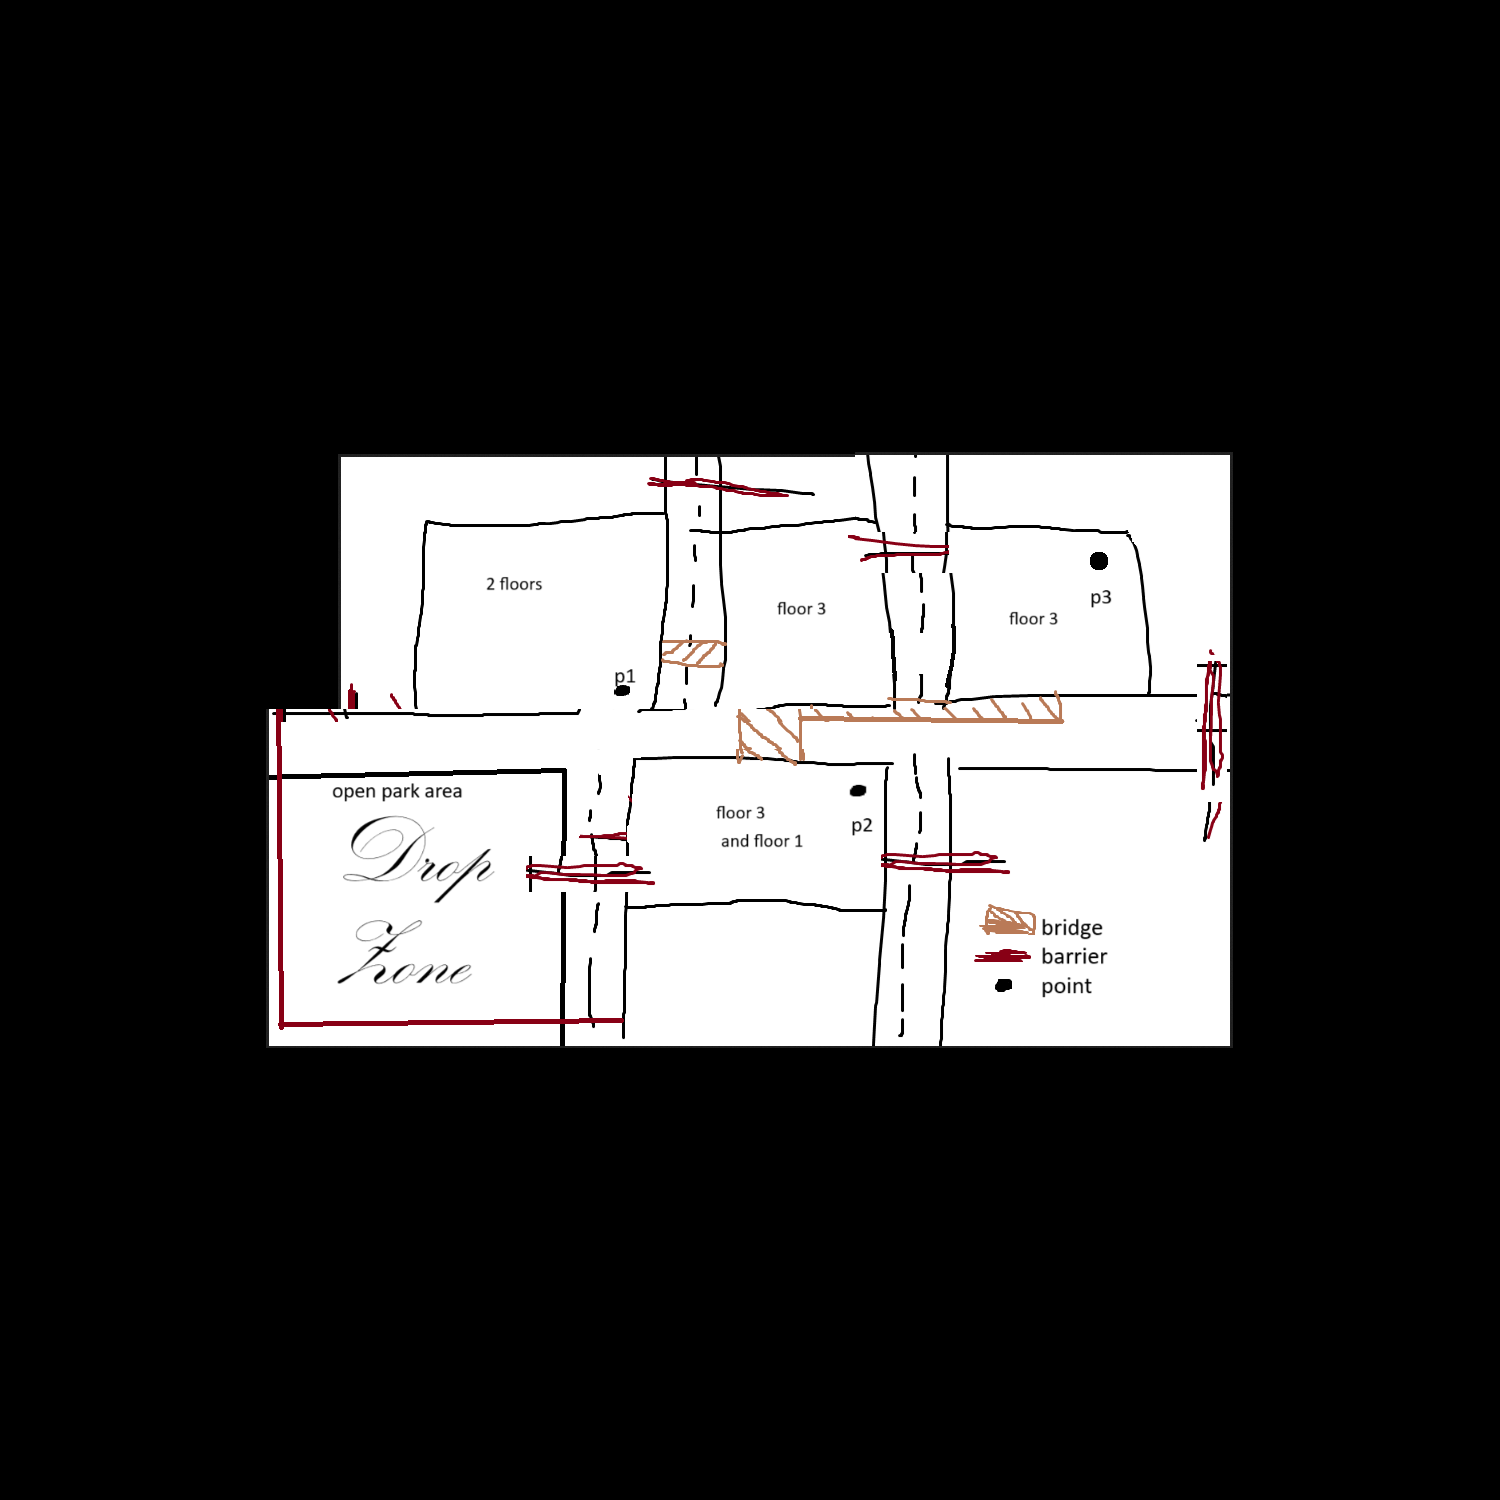 2 floors
floor 3
floor 3
p3
p1
open park area
Drop
Zone
floor 3
and floor 1
p2
bridge
barrier
point